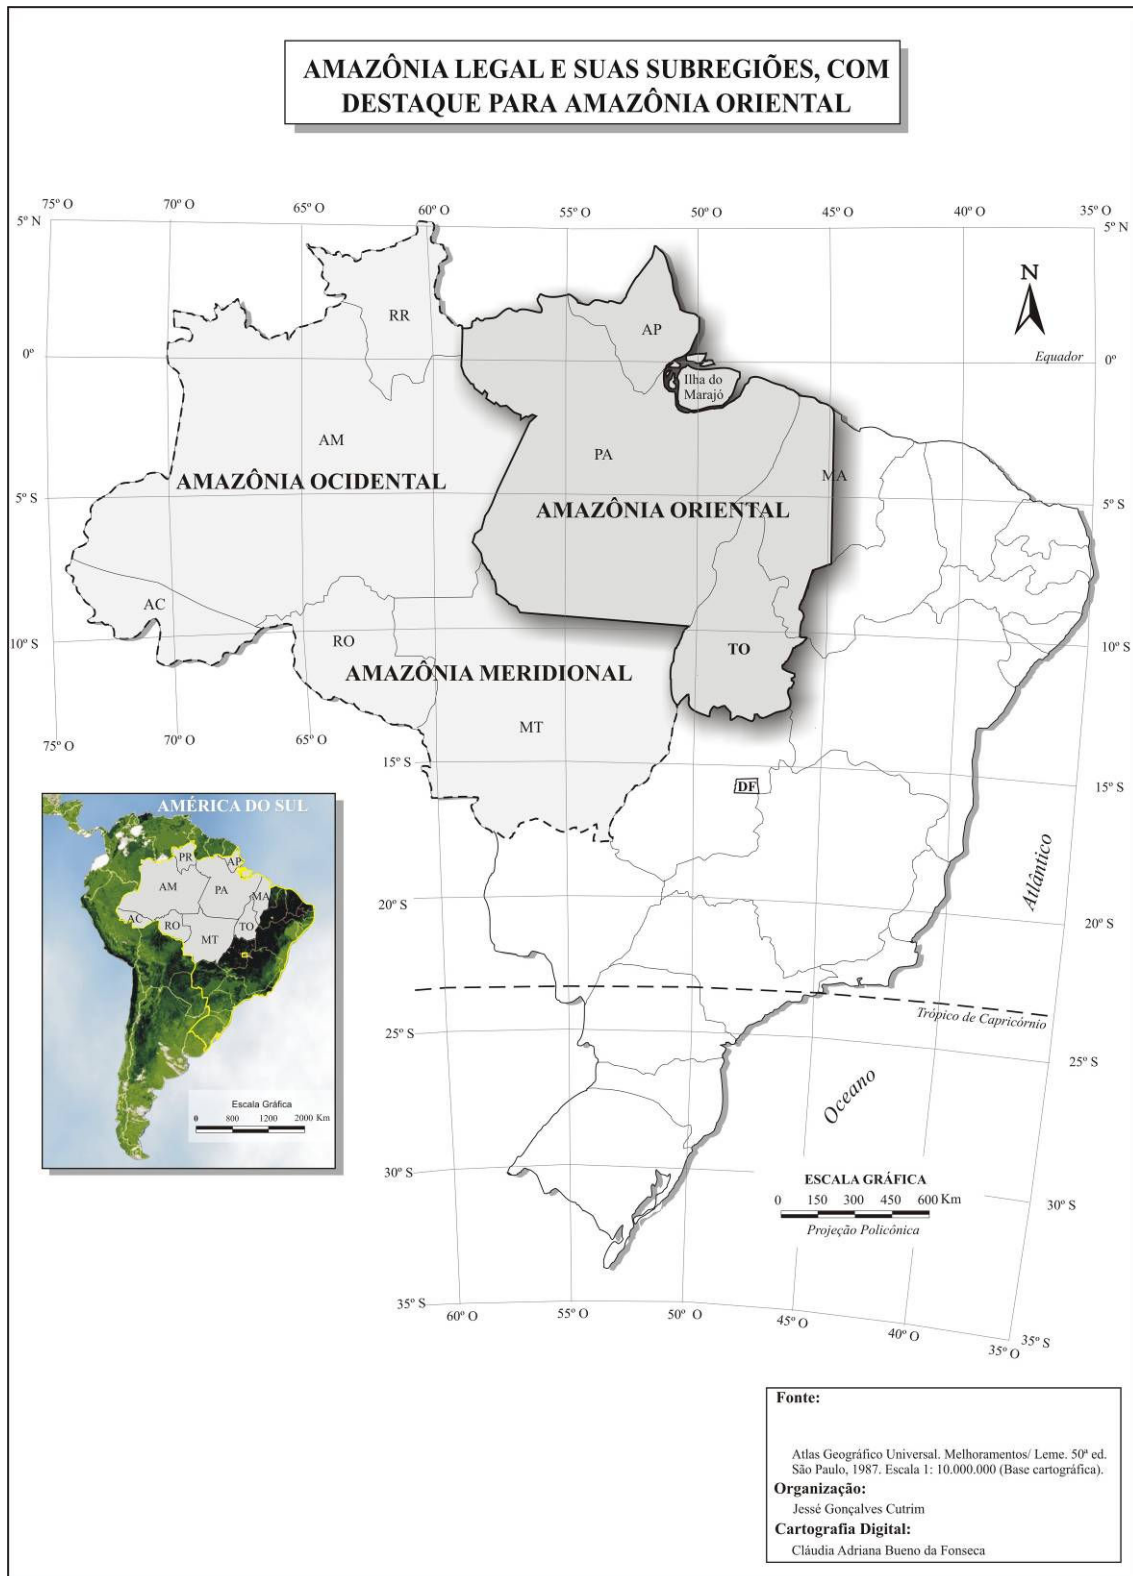 AMAZÔNIA LEGAL E SUAS SUBREGIÕES, COM
DESTAQUE PARA AMAZÔNIA ORIENTAL
75º O
70º O
65º O
60º O
55º O
50º O
45º O
40º O
35º O
5º N
5º N
N
RR
AP
0º
Equador
0º
Ilha do
Marajó
AM
PA
MA
AMAZÔNIA OCIDENTAL
5º S
AMAZÔNIA ORIENTAL
5º S
AC
RO
TO
10º S
10º S
AMAZÔNIA MERIDIONAL
MT
75º O
70º O
65º O
15º S
DF
15º S
AMÉRICA DO SUL
PR
AP
AM
PA
MA
AC
RO
TO
MT
Atlântico
20º S
20º S
Trópico de Capricórnio
25º S
25º S
Oceano
Escala Gráfica
0 800 1200 2000 Km
30º S
ESCALA GRÁFICA
0 150 300 450 600 Km
Projeção Policónica
30º S
35º S
60º O
55º O
50º O
45º O
40º O
35º O
35º S
Fonte:
Atlas Geográfico Universal. Melhoramentos/ Leme. 50ª ed.
São Paulo, 1987. Escala 1: 10.000.000 (Base cartográfica).
Organização:
Jessé Gonçalves Cutrim
Cartografia Digital:
Cláudia Adriana Bueno da Fonseca